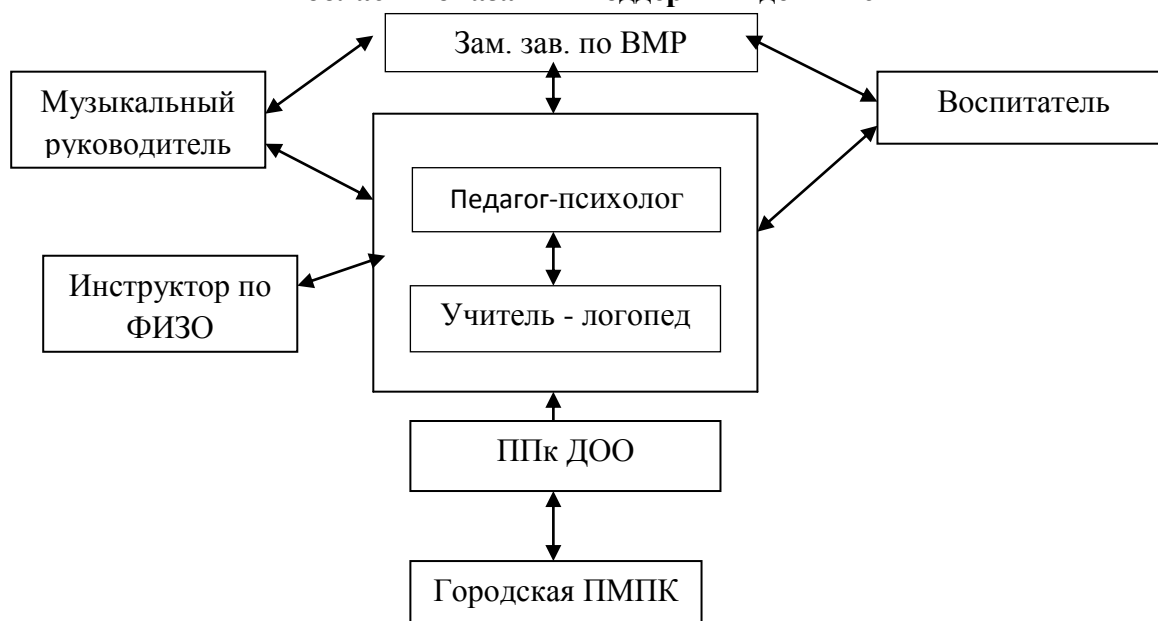 Зам. зав. по ВМР
Музыкальный
руководитель
Воспитатель
Педагог-психолог
Инструктор по
ФИЗО
Учитель - логопед
ППк ДОО
Городская ПМПК